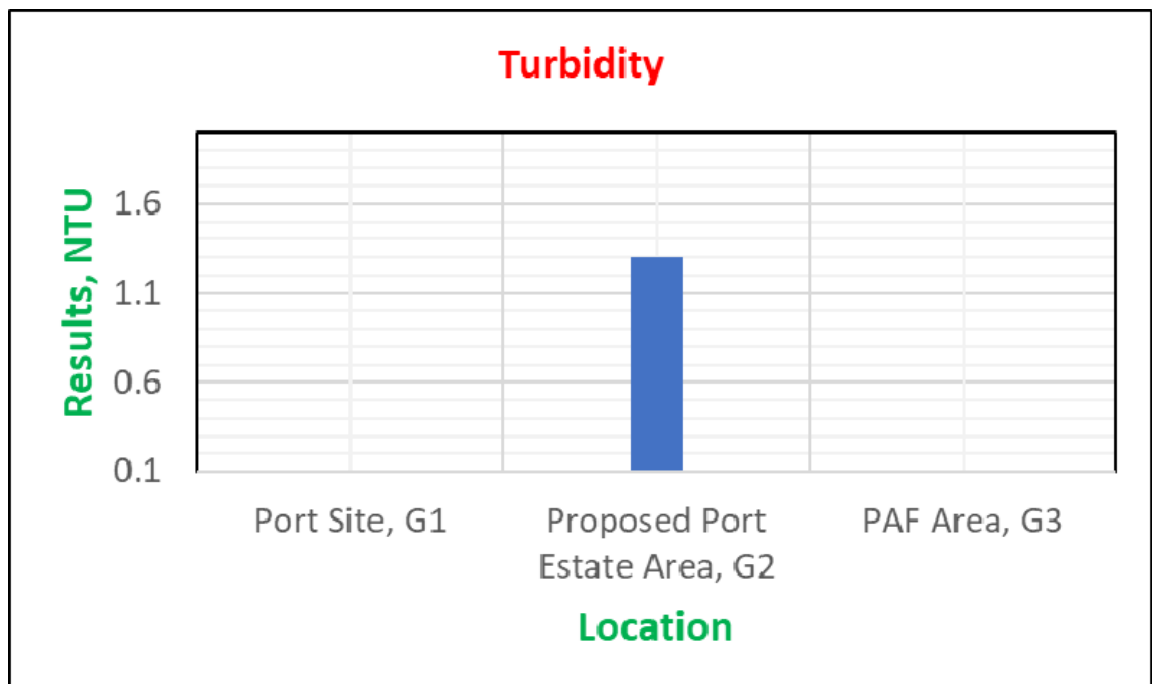 Turbidity
Results, NTU
1.6
1.1
0.6
0.1
Port Site, G1
Proposed Port
Estate Area, G2
PAF Area, G3
Location